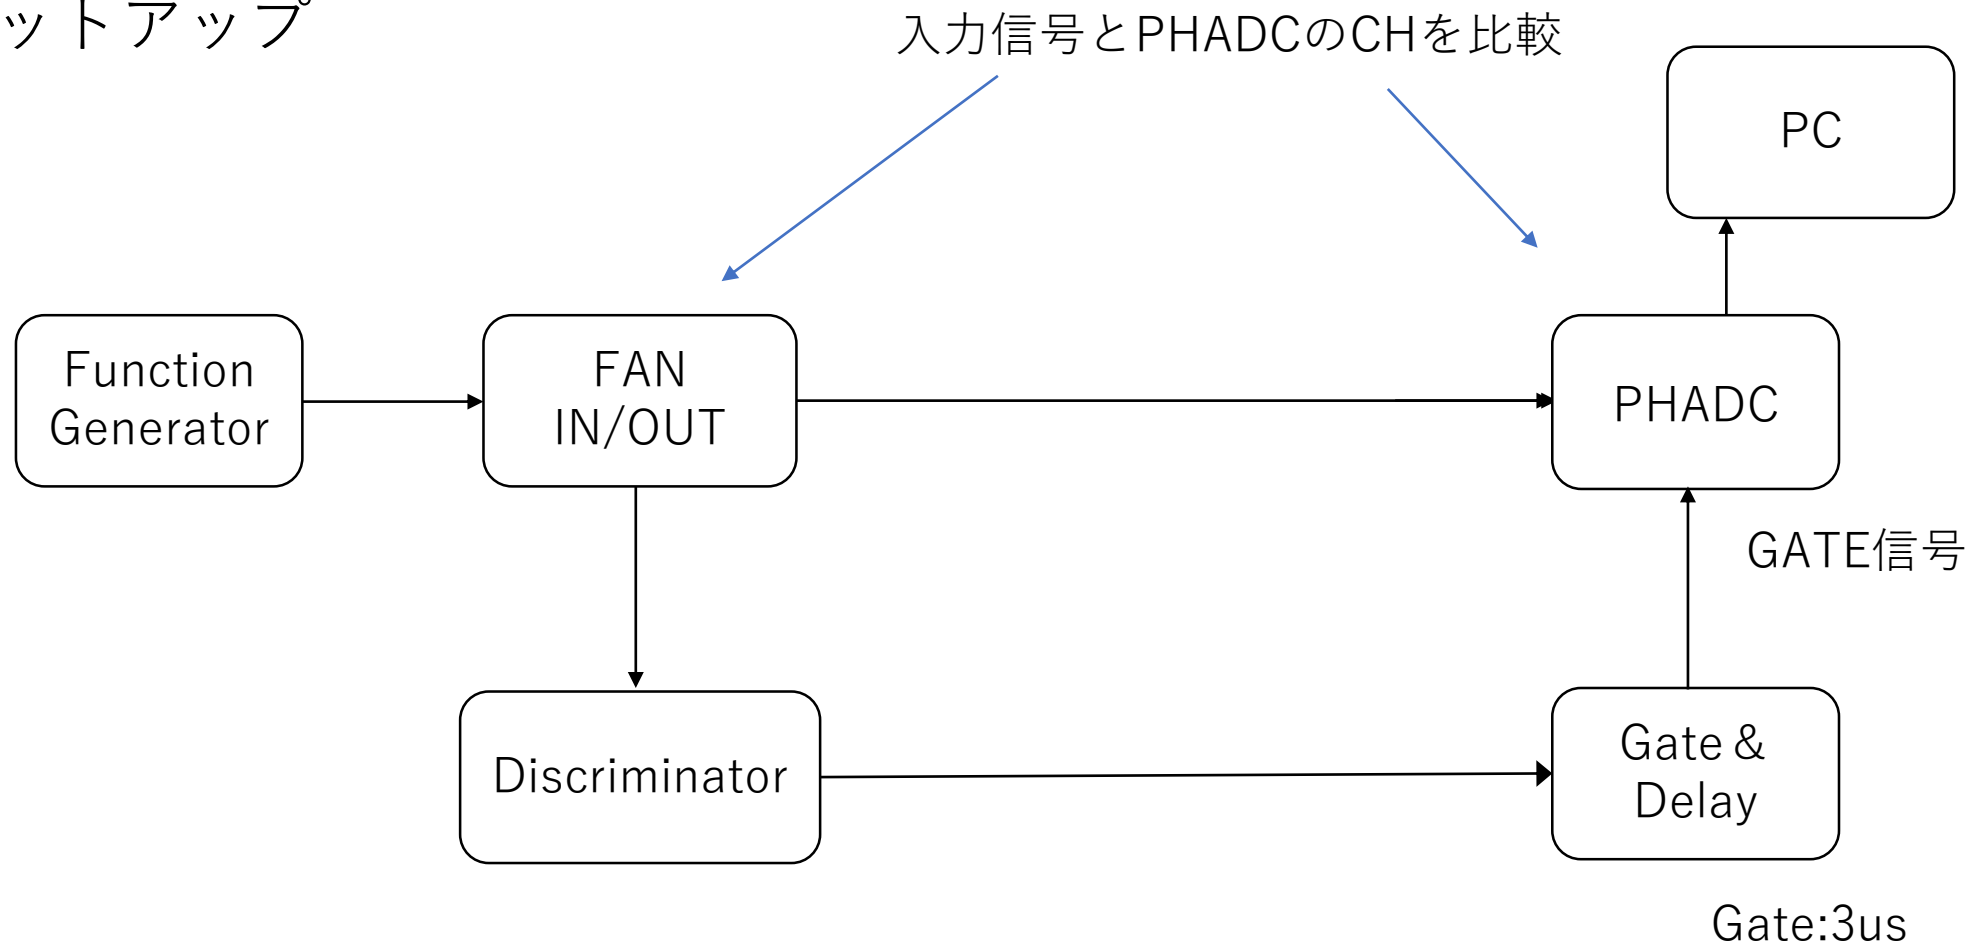 ットアップ
入力信号とPHADCのCHを比較
PC
Function
Generator
FAN
IN/OUT
PHADC
GATE信号
Discriminator
Gate &
Delay
Gate:3us